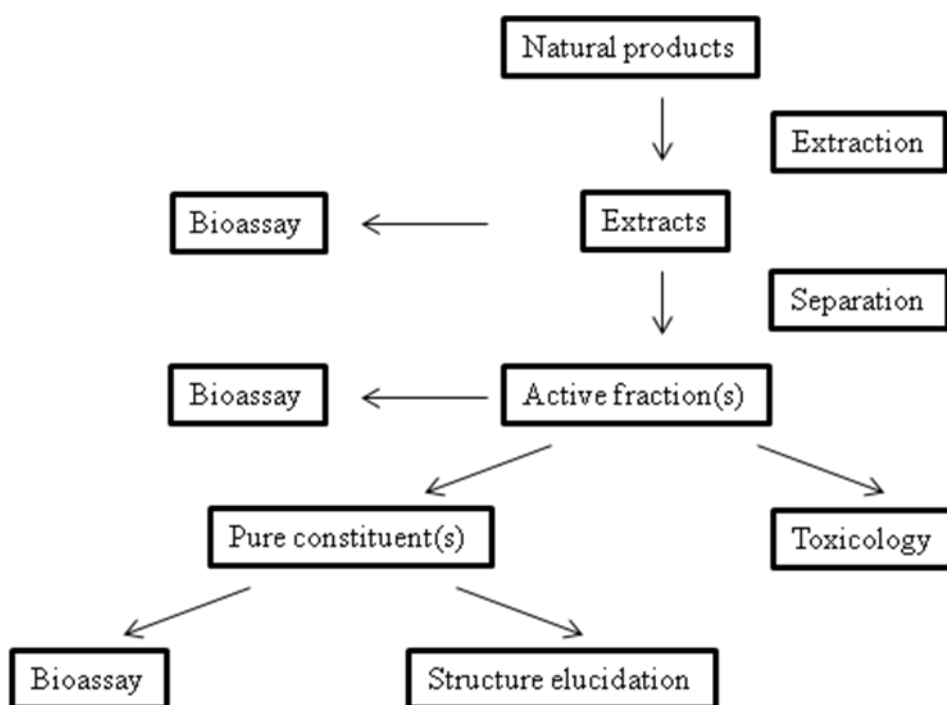 Natural products
Extraction
Bioassay
Extracts
Separation
Bioassay
Active fraction(s)
Pure constituent(s)
Toxicology
Bioassay
Structure elucidation